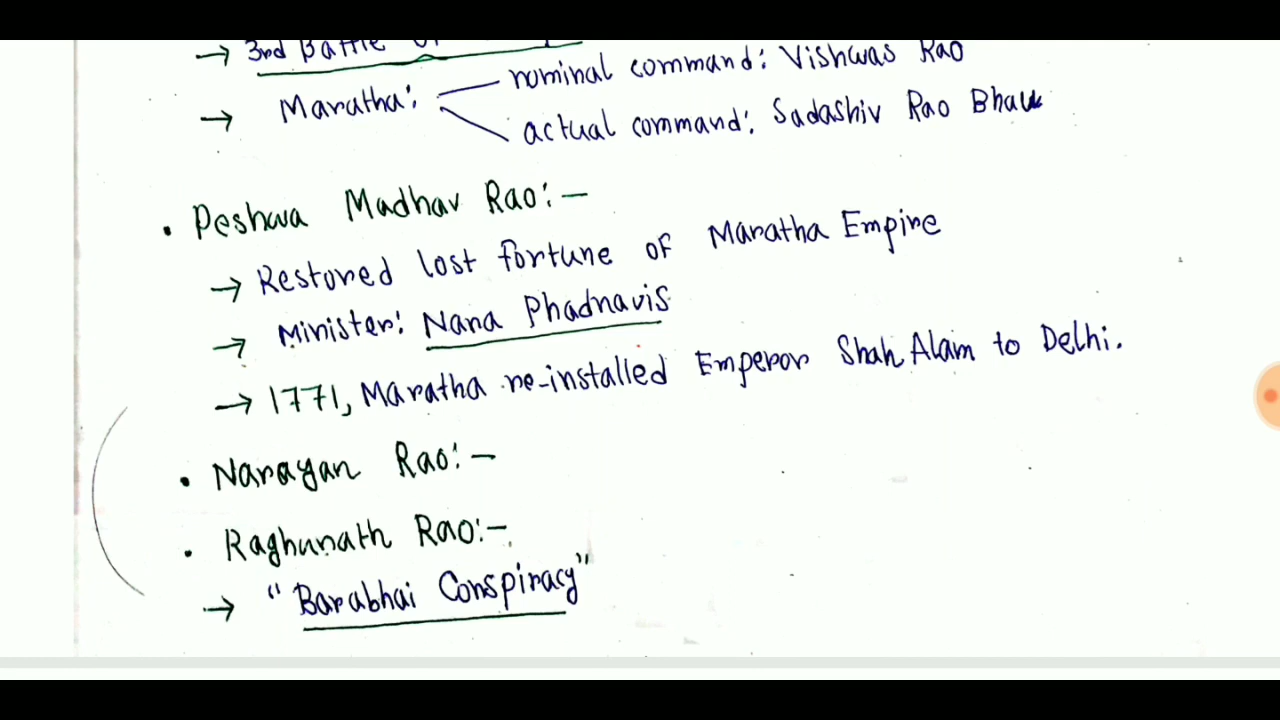 → 3rd Battle of
→ Maratha: nominal command: Vishwas Rao
actual command: Sadashiv Rao Bhau
• Peshwa Madhav Rao:-
→ Restored lost fortune of Maratha Empire
→ Minister: Nana Phadnavis
→ 1771, Maratha re-installed Emperor Shah Alam to Delhi.
• Narayan Rao:-
• Raghunath Rao:-
→ "Barabhai Conspiracy"